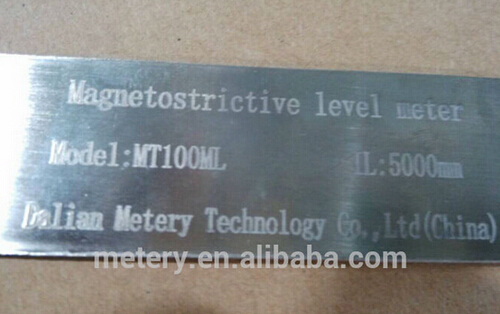 Magnetostrictive level meter
Model:MT100ML IL:5000mm
Dalian Metery Technology Co.,Ltd(China)
metery.en.alibaba.com